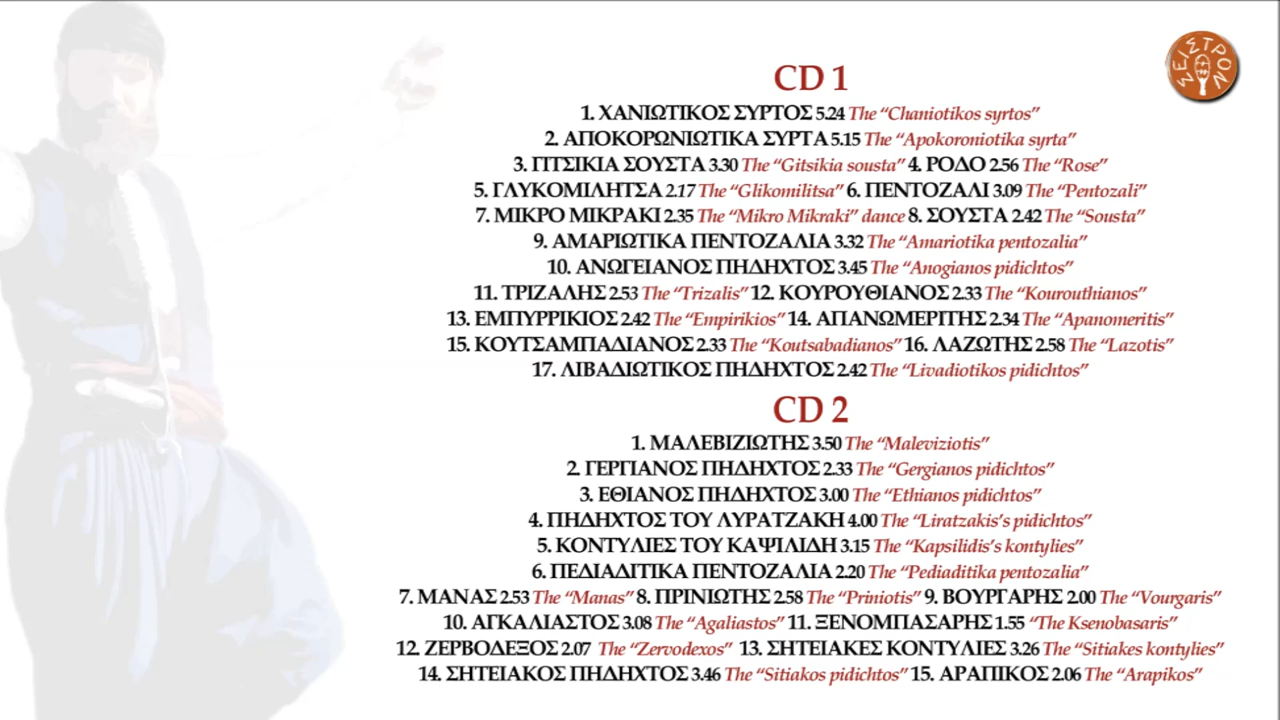 ΣΕΙΣΤΡΟΝ
CD 1
1. ΧΑΝΙΩΤΙΚΟΣ ΣΥΡΤΟΣ 5.24 The “Chaniotikos syrtos”
2. ΑΠΟΚΟΡΩΝΙΩΤΙΚΑ ΣΥΡΤΑ 5.15 The “Apokoroniotika syrta”
3. ΓΙΤΣΙΚΙΑ ΣΟΥΣΤΑ 3.30 The “Gitsikia sousta” 4. ΡΟΔΟ 2.56 The “Rose”
5. ΓΛΥΚΟΜΙΛΗΤΣΑ 2.17 The “Glikomilitsa” 6. ΠΕΝΤΟΖΑΛΙ 3.09 The “Pentozali”
7. ΜΙΚΡΟ ΜΙΚΡΑΚΙ 2.35 The “Mikro Mikraki” dance 8. ΣΟΥΣΤΑ 2.42 The “Sousta”
9. ΑΜΑΡΙΩΤΙΚΑ ΠΕΝΤΟΖΑΛΙΑ 3.32 The “Amariotika pentozalia”
10. ΑΝΩΓΕΙΑΝΟΣ ΠΗΔΗΧΤΟΣ 3.45 The “Anogianos pidichtos”
11. ΤΡΙΖΑΛΗΣ 2.53 The “Trizalis” 12. ΚΟΥΡΟΥΘΙΑΝΟΣ 2.33 The “Kourouthianos”
13. ΕΜΠΥΡΡΙΚΙΟΣ 2.42 The “Empirikios” 14. ΑΠΑΝΩΜΕΡΙΤΗΣ 2.34 The “Apanomeritis”
15. ΚΟΥΤΣΑΜΠΑΔΙΑΝΟΣ 2.33 The “Koutsabadianos” 16. ΛΑΖΩΤΗΣ 2.58 The “Lazotis”
17. ΛΙΒΑΔΙΩΤΙΚΟΣ ΠΗΔΗΧΤΟΣ 2.42 The “Livadiotikos pidichtos”
CD 2
1. ΜΑΛΕΒΙΖΙΩΤΗΣ 3.50 The “Maleviziotis”
2. ΓΕΡΓΙΑΝΟΣ ΠΗΔΗΧΤΟΣ 2.33 The “Gergianos pidichtos”
3. ΕΘΙΑΝΟΣ ΠΗΔΗΧΤΟΣ 3.00 The “Ethianos pidichtos”
4. ΠΗΔΗΧΤΟΣ ΤΟΥ ΛΥΡΑΤΖΑΚΗ 4.00 The “Liratzakis’s pidichtos”
5. ΚΟΝΤΥΛΙΕΣ ΤΟΥ ΚΑΨΙΛΙΔΗ 3.15 The “Kapsilidis’s kontylies”
6. ΠΕΔΙΑΔΙΤΙΚΑ ΠΕΝΤΟΖΑΛΙΑ 2.20 The “Pediaditika pentozalia”
7. ΜΑΝΑΣ 2.53 The “Manas” 8. ΠΡΙΝΙΩΤΗΣ 2.58 The “Priniotis” 9. ΒΟΥΡΓΑΡΗΣ 2.00 The “Vourgaris”
10. ΑΓΚΑΛΙΑΣΤΟΣ 3.08 The “Agaliastos” 11. ΞΕΝΟΜΠΑΣΑΡΗΣ 1.55 “The Ksenobasaris”
12. ΖΕΡΒΟΔΕΞΟΣ 2.07 The “Zervodexos” 13. ΣΗΤΕΙΑΚΕΣ ΚΟΝΤΥΛΙΕΣ 3.26 The “Sitiakes kontylies”
14. ΣΗΤΕΙΑΚΟΣ ΠΗΔΗΧΤΟΣ 3.46 The “Sitiakos pidichtos” 15. ΑΡΑΠΙΚΟΣ 2.06 The “Arapikos”